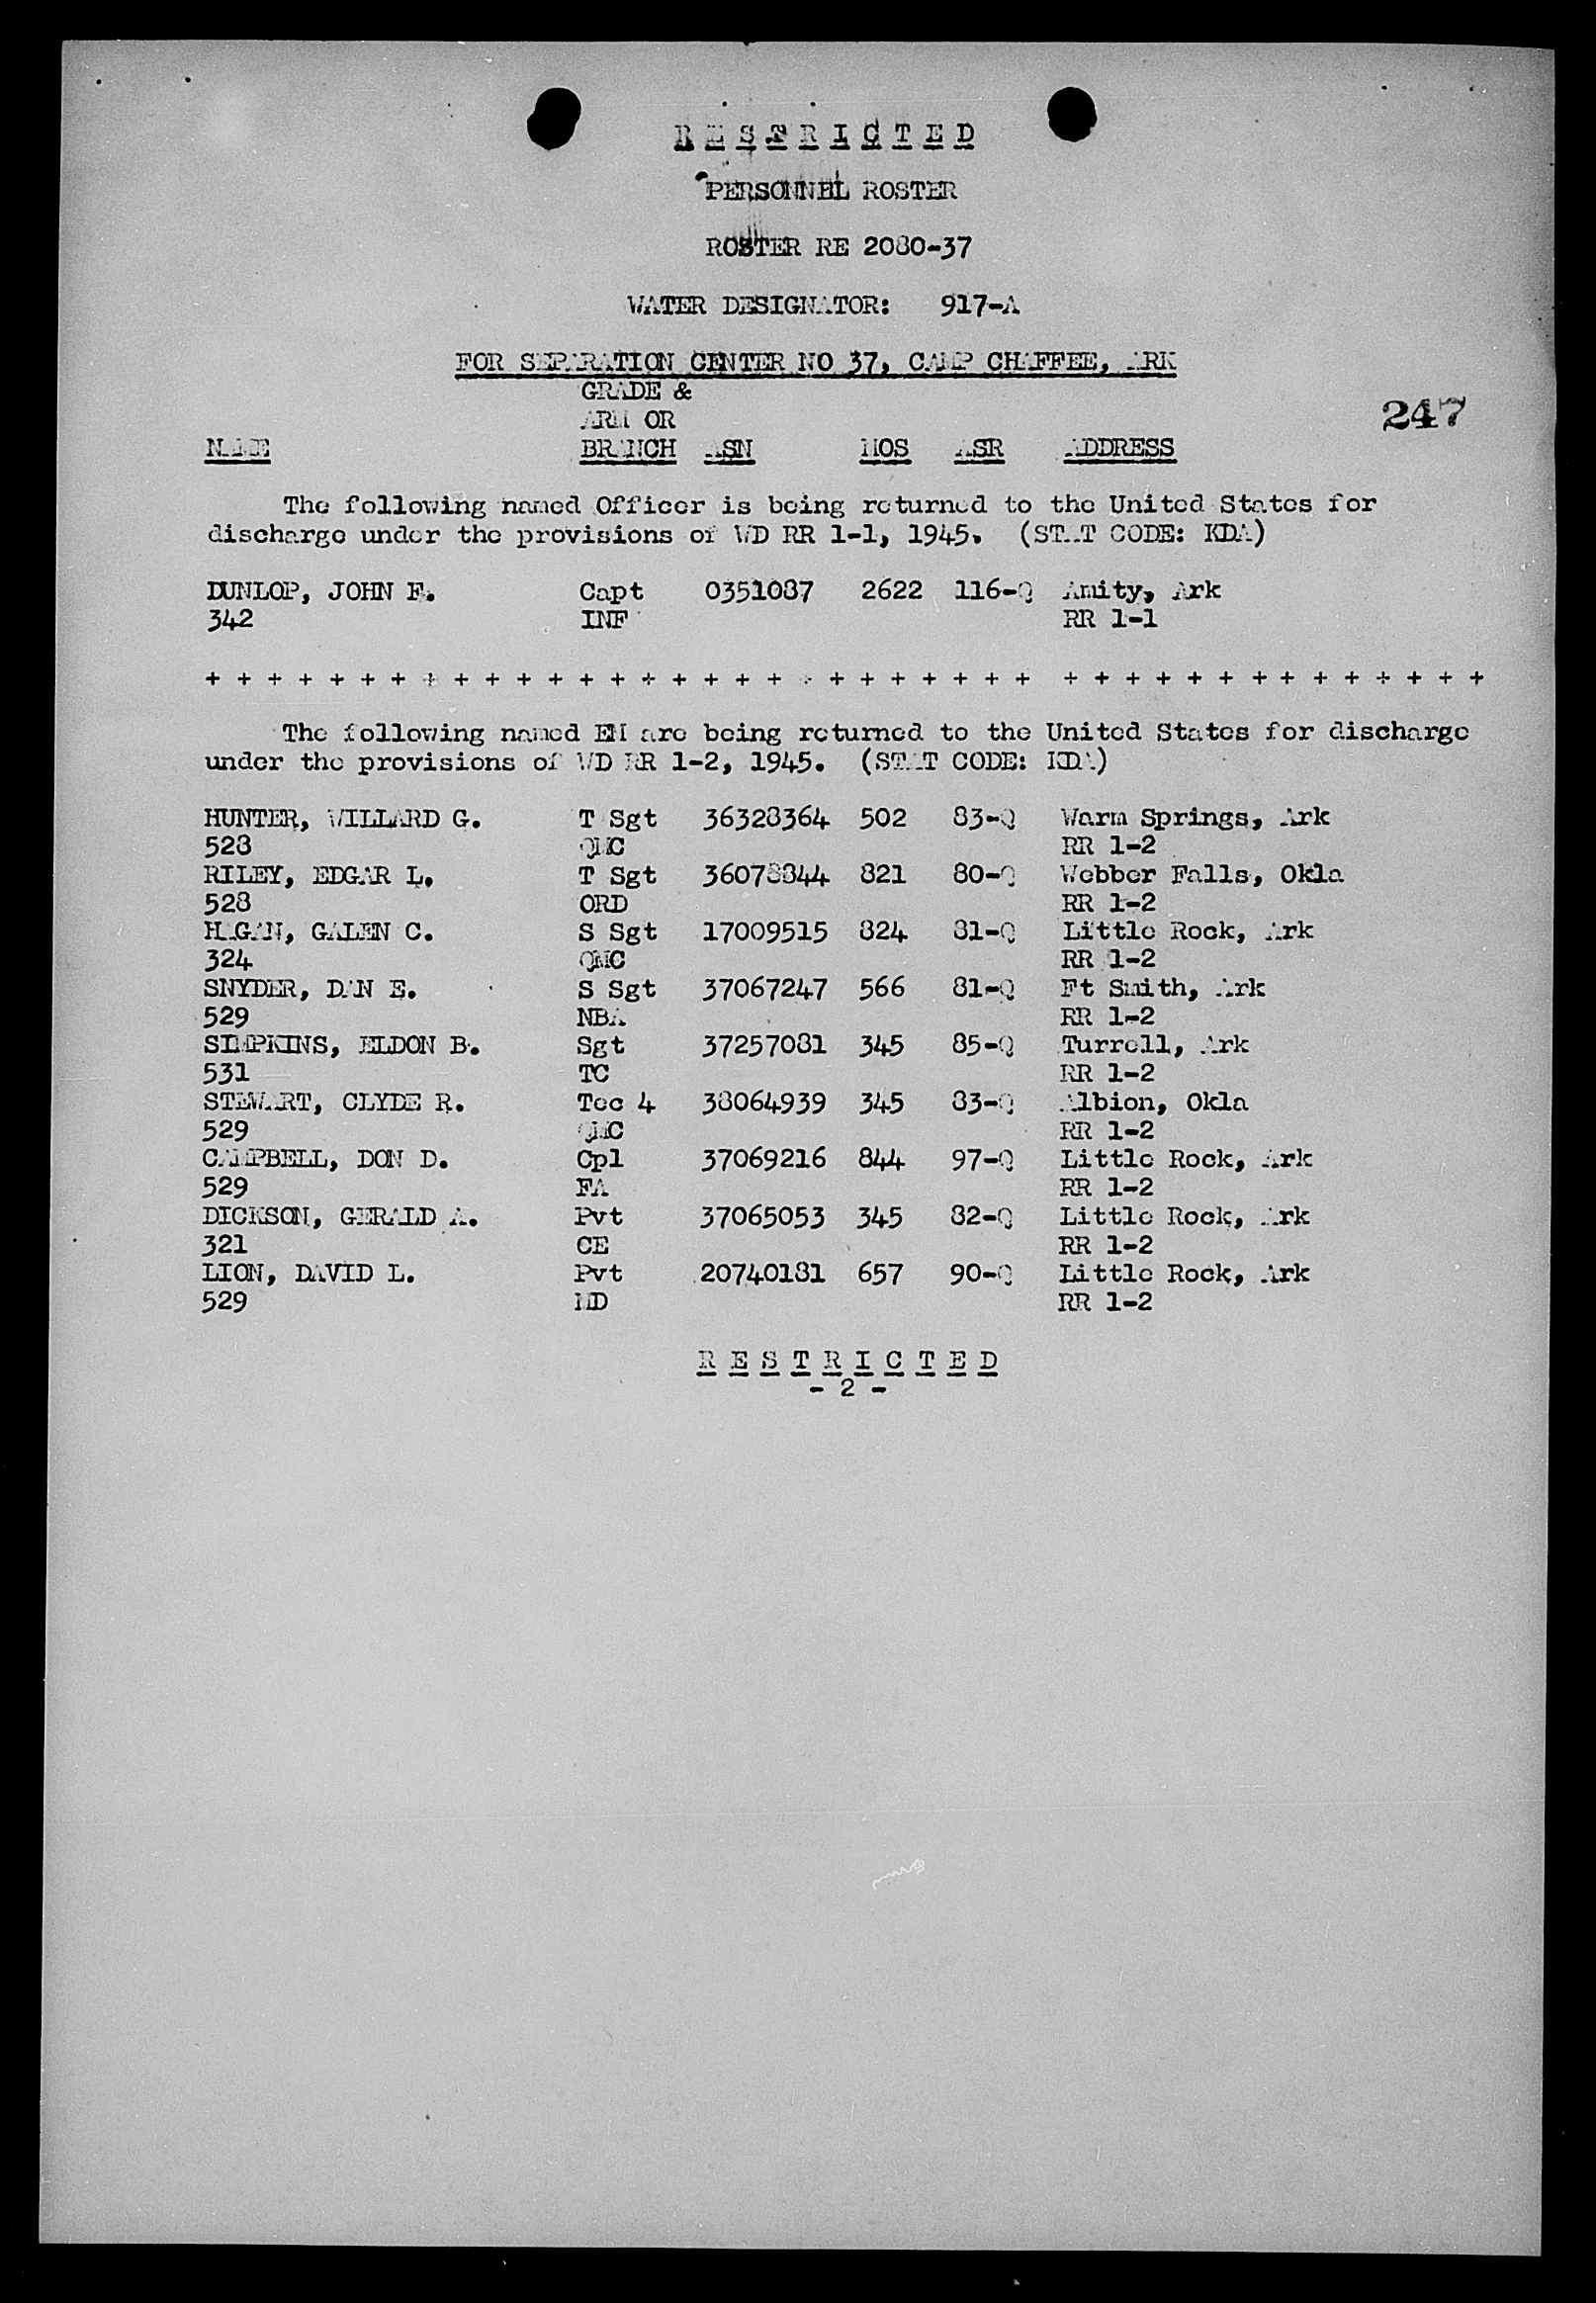 RESTRICTED
PERSONNEL ROSTER
ROSTER RE 2080-37
WATER DESIGNATOR: 917-A
FOR SEPARATION CENTER NO 37, CAMP CHAFFEE, ARK
GRADE &
ARM OR
247
NAME BRANCH ASN MOS ASR ADDRESS
The following named Officer is being returned to the United States for
discharge under the provisions of WD RR 1-1, 1945. (STAT CODE: KDA)
DUNLOP, JOHN F. Capt 0351087 2622 116-Q Amity, Ark
342 INF RR 1-1
+ + + + + + + + + + + + + + + + + + + + + + + + + + + + + + + + + + + + + + + + +
The following named EM are being returned to the United States for discharge
under the provisions of WD RR 1-2, 1945. (STAT CODE: KDA)
HUNTER, WILLARD G. T Sgt 36328364 502 83-Q Warm Springs, Ark
528 QMC RR 1-2
RILEY, EDGAR L. T Sgt 36078844 821 80-Q Webber Falls, Okla
528 ORD RR 1-2
HAGAN, GALEN C. S Sgt 17009515 824 81-Q Little Rock, Ark
324 QMC RR 1-2
SNYDER, DAN E. S Sgt 37067247 566 81-Q Ft Smith, Ark
529 NBA RR 1-2
SIMPKINS, ELDON B. Sgt 37257081 345 85-Q Turrell, Ark
531 TC RR 1-2
STEWART, CLYDE R. Tec 4 38064939 345 83-Q Albion, Okla
529 QMC RR 1-2
CAMPBELL, DON D. Cpl 37069216 844 97-Q Little Rock, Ark
529 FA RR 1-2
DICKSON, GERALD A. Pvt 37065053 345 82-Q Little Rock, Ark
321 CE RR 1-2
LION, DAVID L. Pvt 20740181 657 90-Q Little Rock, Ark
529 MD RR 1-2
RESTRICTED
- 2 -